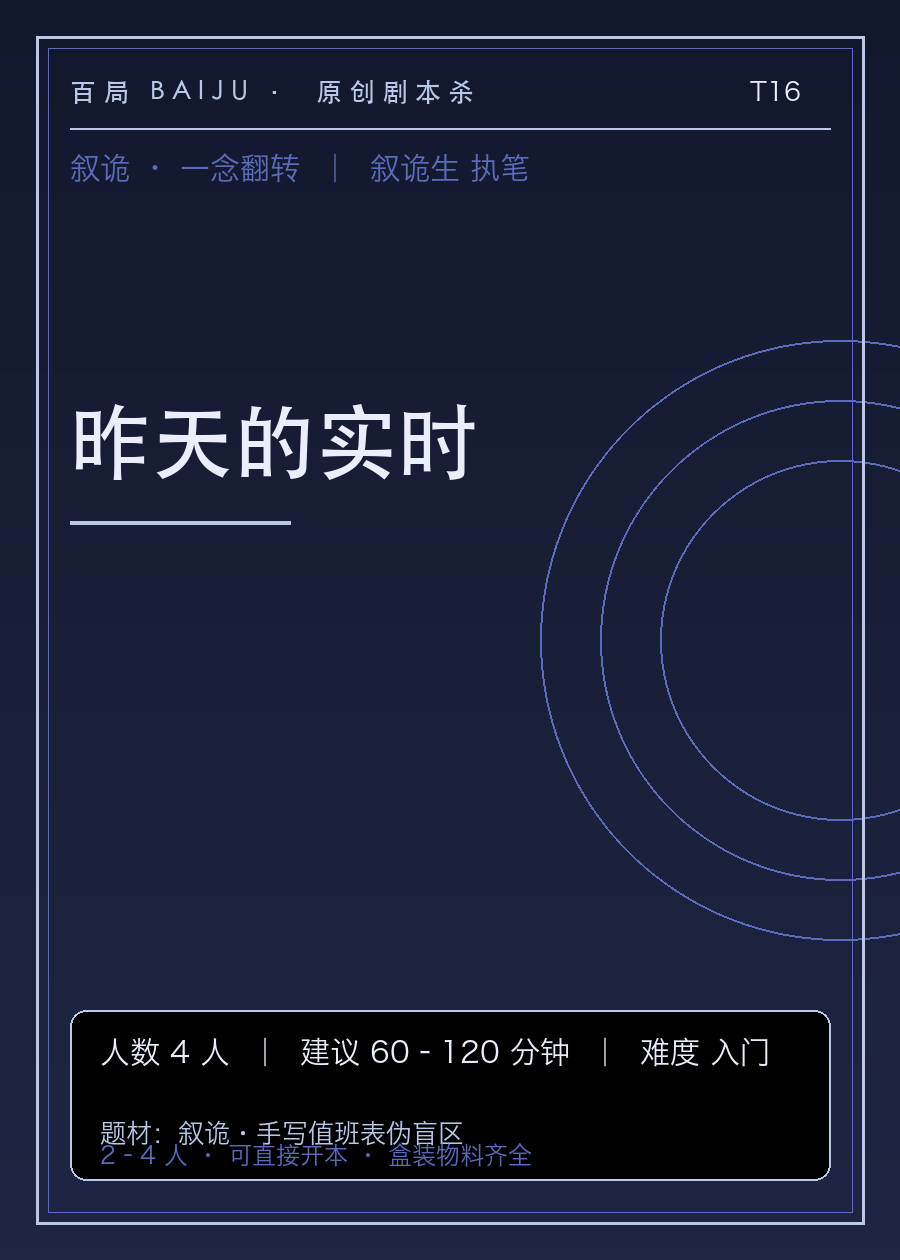 百局 BAIJU · 原创剧本杀 T16
叙诡 · 一念翻转 ｜ 叙诡生 执笔
昨天的实时
人数 4 人 ｜ 建议 60 - 120 分钟 ｜ 难度 入门
题材: 叙诡 · 手写值班表伪盲区
2 - 4 人 · 可直接开本 · 盒装物料齐全